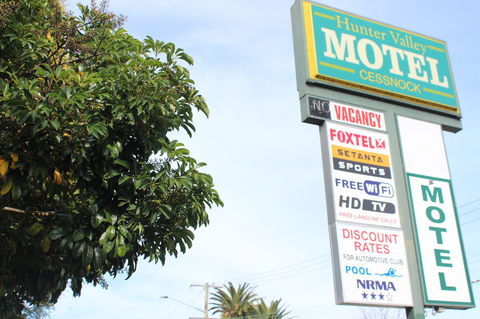 Hunter Valley
MOTEL
CESSNOCK
NO VACANCY
FOXTEL
SETANTA
SPORTS
FREE WiFi
HD TV
FREE LANDLINE CALLS
DISCOUNT
RATES
FOR AUTOMOTIVE CLUB
POOL
NRMA
MOTEL